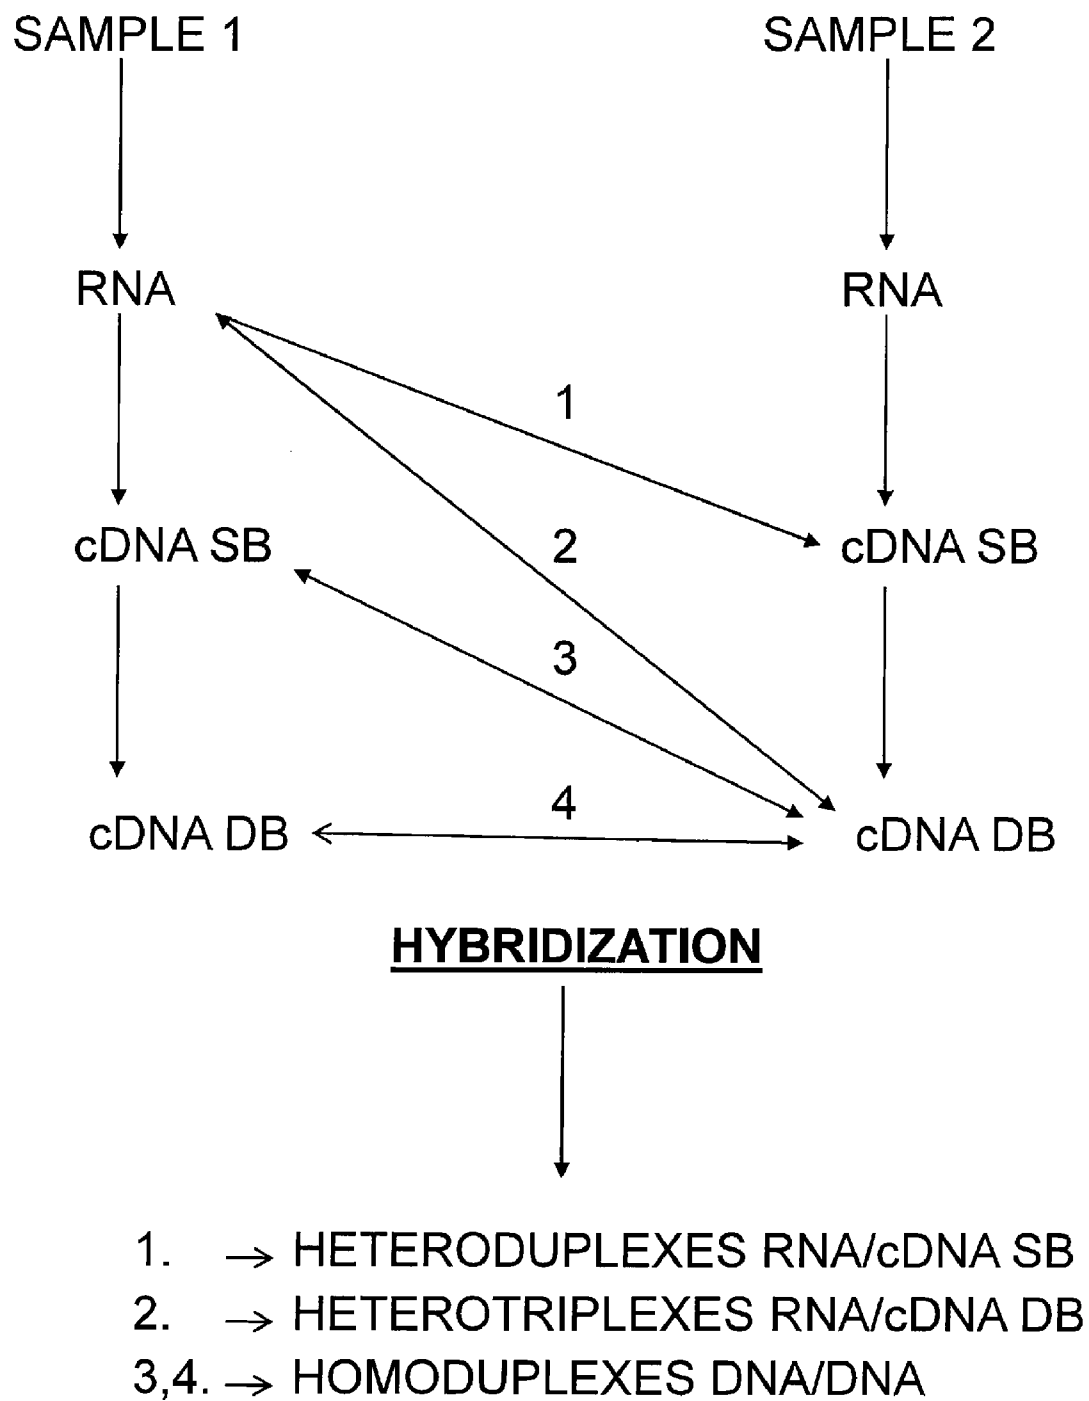 SAMPLE 1 SAMPLE 2
RNA RNA
1
cDNA SB 2 cDNA SB
3
4
cDNA DB cDNA DB
HYBRIDIZATION
1. → HETERODUPLEXES RNA/cDNA SB
2. → HETEROTRIPLEXES RNA/cDNA DB
3,4. → HOMODUPLEXES DNA/DNA